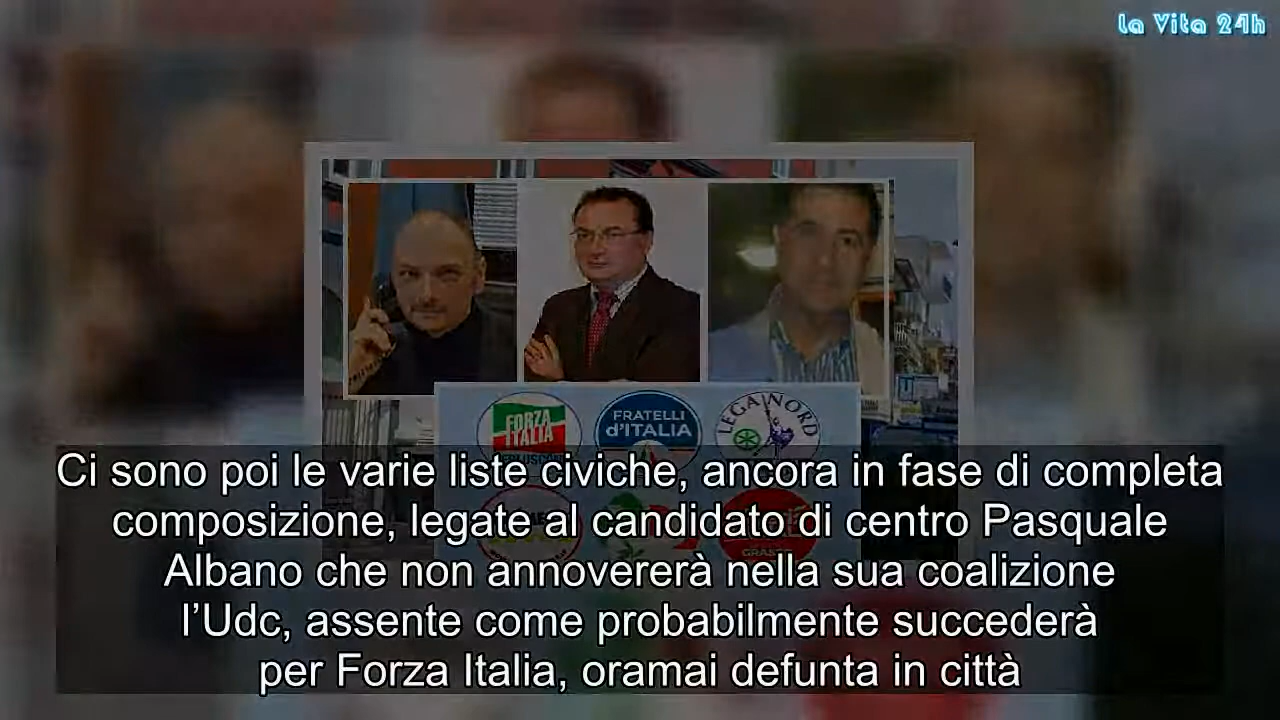 La Vita 24h
FORZA
ITALIA
FRATELLI
d'ITALIA
LEGA NORD
Ci sono poi le varie liste civiche, ancora in fase di completa
composizione, legate al candidato di centro Pasquale
Albano che non annovererà nella sua coalizione
l’Udc, assente come probabilmente succederà
per Forza Italia, oramai defunta in città
GRASSO